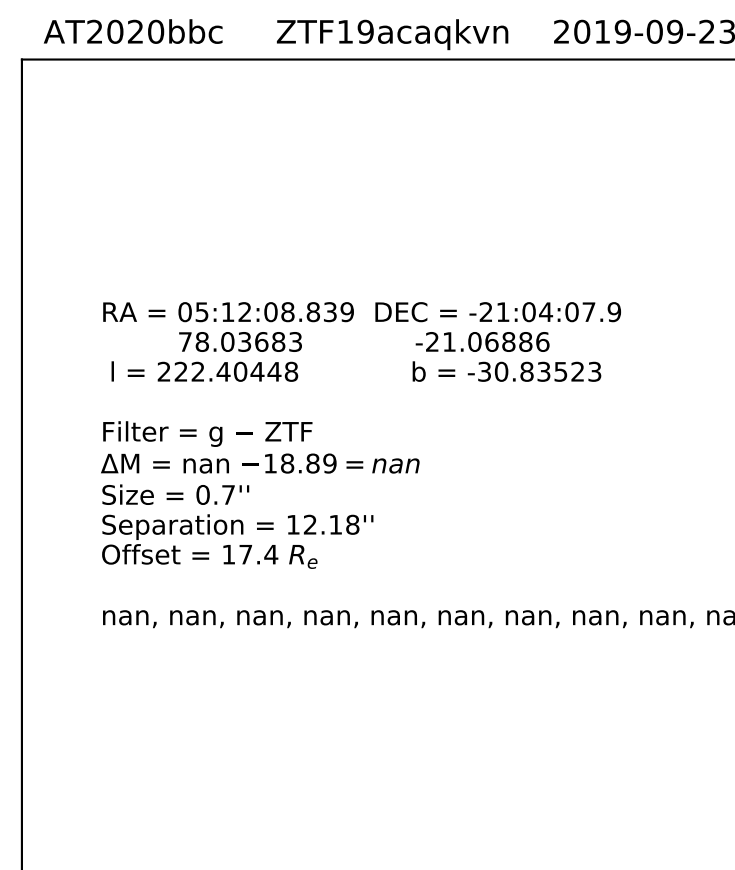 AT2020bbc ZTF19acaqkvn 2019-09-23
RA = 05:12:08.839 DEC = -21:04:07.9
78.03683 -21.06886
l = 222.40448 b = -30.83523
Filter = g − ZTF
ΔM = nan −18.89 = nan
Size = 0.7''
Separation = 12.18''
Offset = 17.4 Rₑ
nan, nan, nan, nan, nan, nan, nan, nan, nan, na